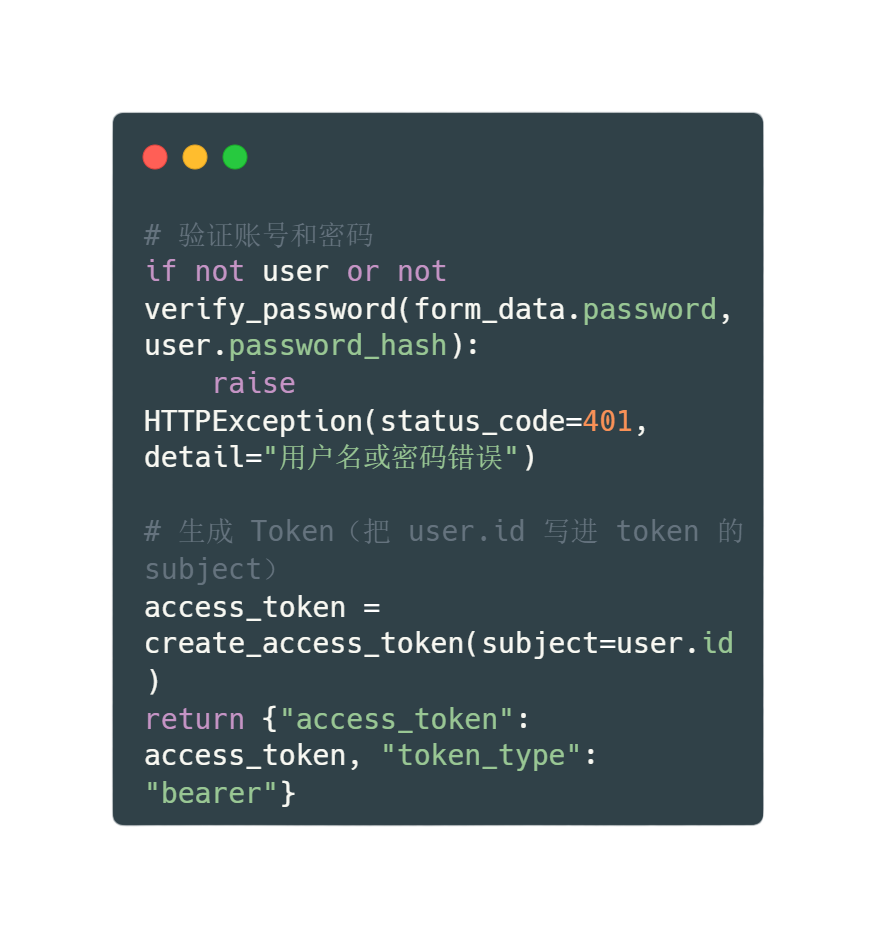 # 验证账号和密码
if not user or not
verify_password(form_data.password,
user.password_hash):
    raise
HTTPException(status_code=401,
detail="用户名或密码错误")
# 生成 Token（把 user.id 写进 token 的
subject）
access_token =
create_access_token(subject=user.id
)
return {"access_token":
access_token, "token_type":
"bearer"}